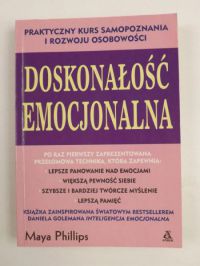 PRAKTYCZNY KURS SAMOPOZNANIA
I ROZWOJU OSOBOWOŚCI
DOSKONAŁOŚĆ
EMOCJONALNA
PO RAZ PIERWSZY ZAPREZENTOWANA
PRZEŁOMOWA TECHNIKA, KTÓRA ZAPEWNIA:
• LEPSZE PANOWANIE NAD EMOCJAMI
WIĘKSZĄ PEWNOŚĆ SIEBIE
• SZYBSZE I BARDZIEJ TWÓRCZE MYŚLENIE
LEPSZĄ PAMIĘĆ
KSIĄŻKA ZAINSPIROWANA ŚWIATOWYM BESTSELLEREM
DANIELA GOLEMANA INTELIGENCJA EMOCJONALNA
Maya Phillips